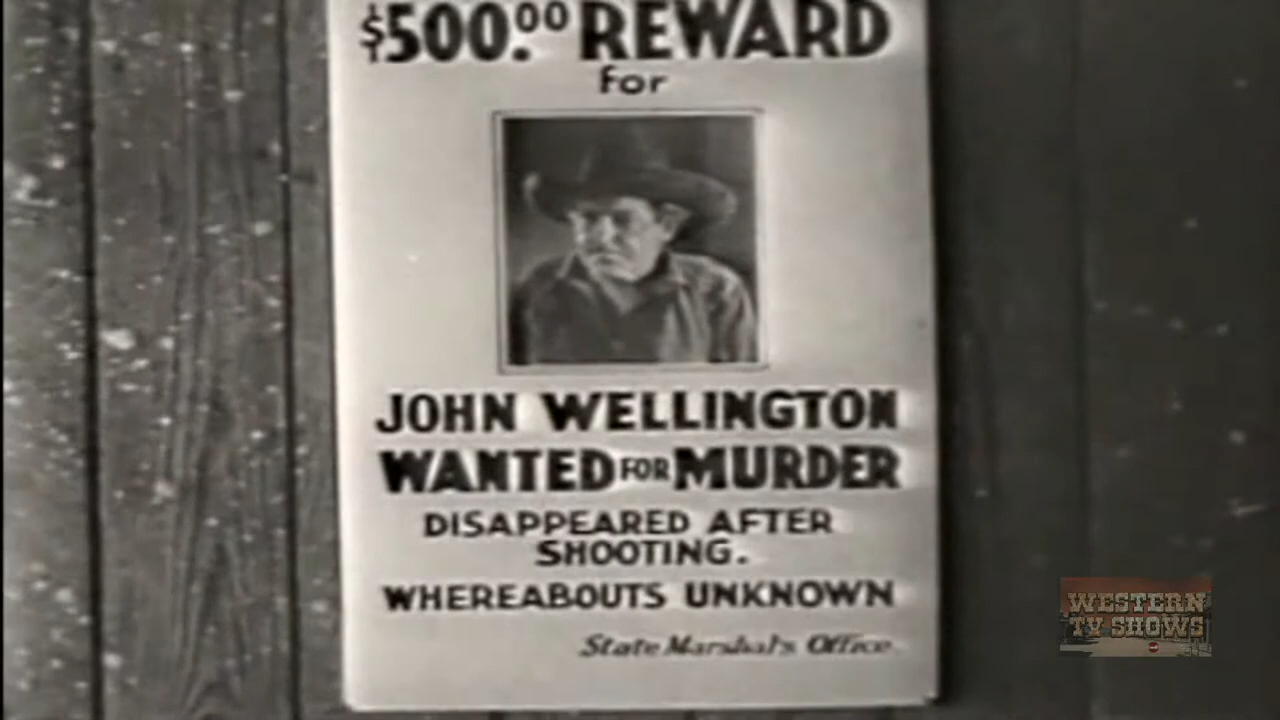 $500.00 REWARD
for
JOHN WELLINGTON
WANTED FOR MURDER
DISAPPEARED AFTER
SHOOTING.
WHEREABOUTS UNKNOWN
State Marshal's Office
WESTERN
TV SHOWS